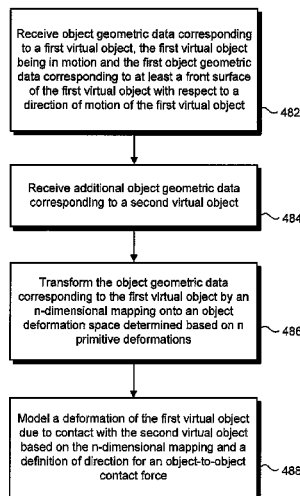 Receive object geometric data corresponding
to a first virtual object, the first virtual object
being in motion and the first object geometric
data corresponding to at least a front surface
of the first virtual object with respect to a
direction of motion of the first virtual object
482
Receive additional object geometric data
corresponding to a second virtual object
484
Transform the object geometric data
corresponding to the first virtual object by an
n-dimensional mapping onto an object
deformation space determined based on n
primitive deformations
486
Model a deformation of the first virtual object
due to contact with the second virtual object
based on the n-dimensional mapping and a
definition of direction for an object-to-object
contact force
488